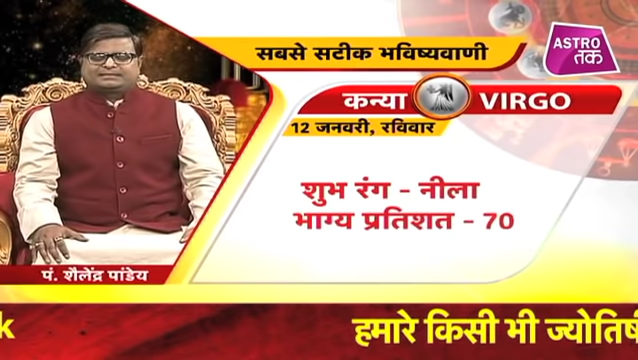 सबसे सटीक भविष्यवाणी
ASTRO
तक
कन्या VIRGO
12 जनवरी, रविवार
शुभ रंग - नीला
भाग्य प्रतिशत - 70
पं. शैलेंद्र पांडेय
k हमारे किसी भी ज्योतिषी